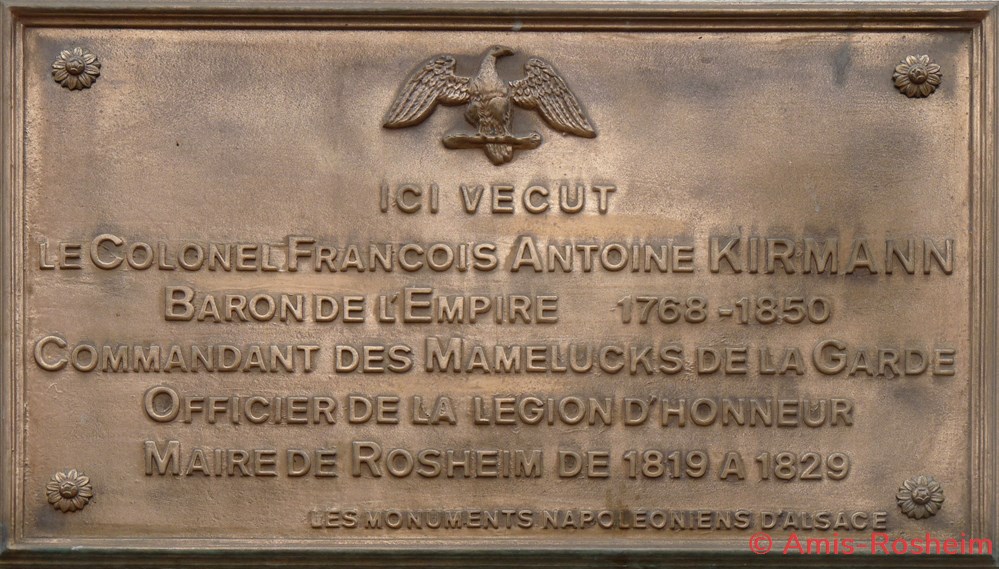 ICI VECUT
LE COLONEL FRANCOIS ANTOINE KIRMANN
BARON DE L'EMPIRE 1768-1850
COMMANDANT DES MAMELUCKS DE LA GARDE
OFFICIER DE LA LEGION D'HONNEUR
MAIRE DE ROSHEIM DE 1819 A 1829
LES MONUMENTS NAPOLÉONIENS D'ALSACE
© Amis-Rosheim